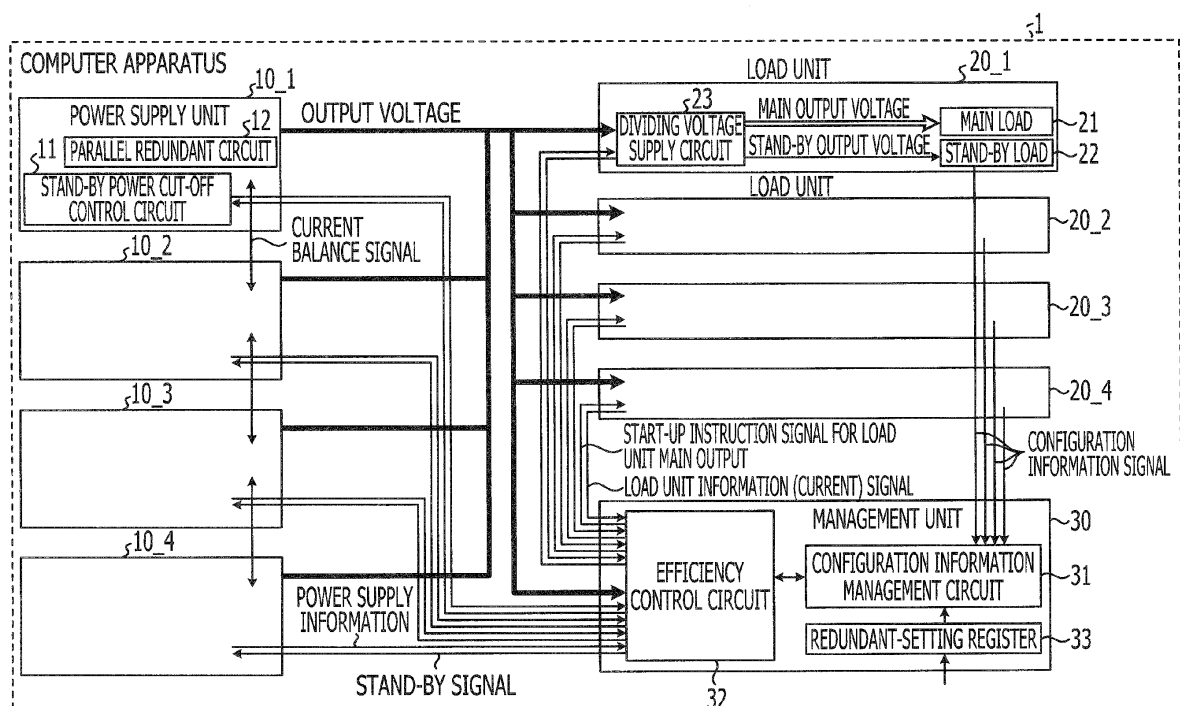 1
COMPUTER APPARATUS
10_1
POWER SUPPLY UNIT
12
PARALLEL REDUNDANT CIRCUIT
11
STAND-BY POWER CUT-OFF
CONTROL CIRCUIT
OUTPUT VOLTAGE
CURRENT
BALANCE SIGNAL
10_2
10_3
10_4
POWER SUPPLY
INFORMATION
STAND-BY SIGNAL
LOAD UNIT
20_1
23
DIVIDING VOLTAGE
SUPPLY CIRCUIT
MAIN OUTPUT VOLTAGE
STAND-BY OUTPUT VOLTAGE
MAIN LOAD
21
STAND-BY LOAD
22
LOAD UNIT
20_2
20_3
20_4
START-UP INSTRUCTION SIGNAL FOR LOAD
UNIT MAIN OUTPUT
LOAD UNIT INFORMATION (CURRENT) SIGNAL
CONFIGURATION
INFORMATION SIGNAL
MANAGEMENT UNIT
30
EFFICIENCY
CONTROL CIRCUIT
32
CONFIGURATION INFORMATION
MANAGEMENT CIRCUIT
31
REDUNDANT-SETTING REGISTER
33